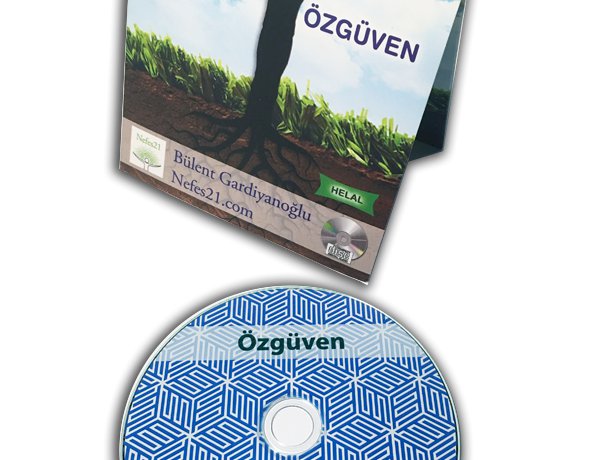 ÖZGÜVEN
Nefes21
Bülent Gardiyanoğlu
Nefes21.com
HELAL
Özgüven